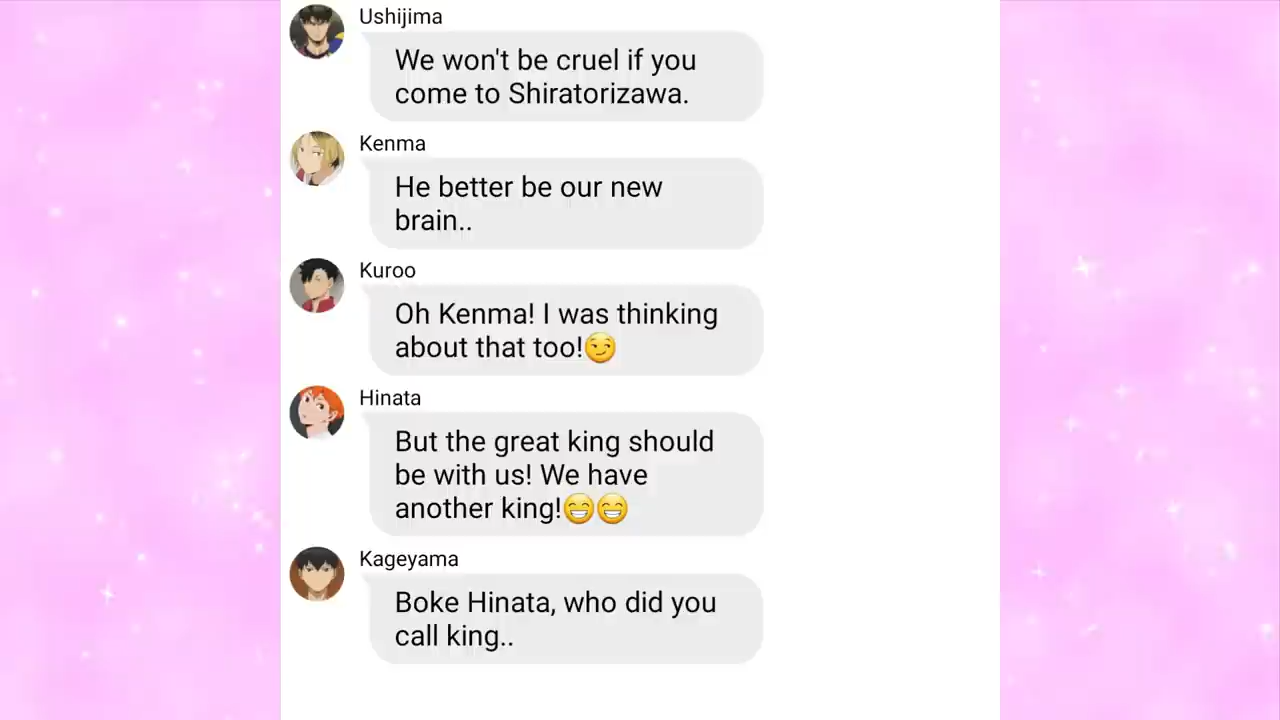 Ushijima
We won't be cruel if you
come to Shiratorizawa.
Kenma
He better be our new
brain..
Kuroo
Oh Kenma! I was thinking
about that too!😏
Hinata
But the great king should
be with us! We have
another king!😁😁
Kageyama
Boke Hinata, who did you
call king..